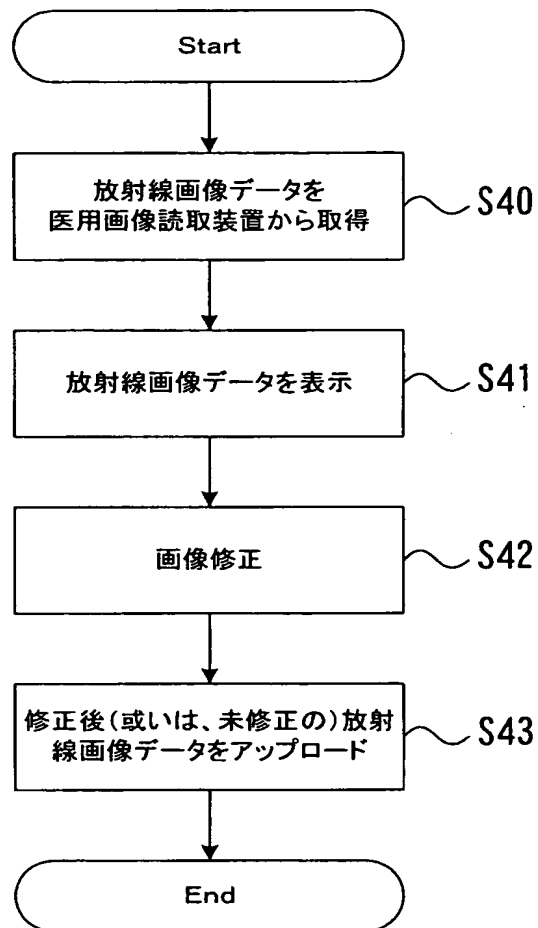 Start
放射線画像データを
医用画像読取装置から取得
S40
放射線画像データを表示
S41
画像修正
S42
修正後(或いは、未修正の)放射
線画像データをアップロード
S43
End